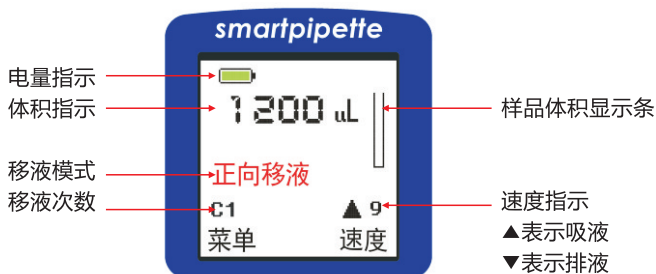 smartpipette
电量指示
体积指示
1200 uL
样品体积显示条
移液模式
正向移液
移液次数
C1
▲ 9
速度指示
菜单
速度
▲表示吸液
▼表示排液